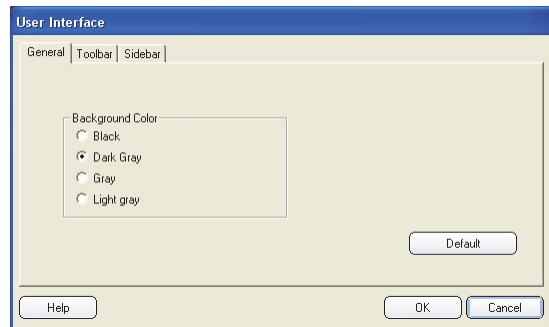 User Interface
General Toolbar Sidebar
Background Color
Black
Dark Gray
Gray
Light gray
Default
Help OK Cancel